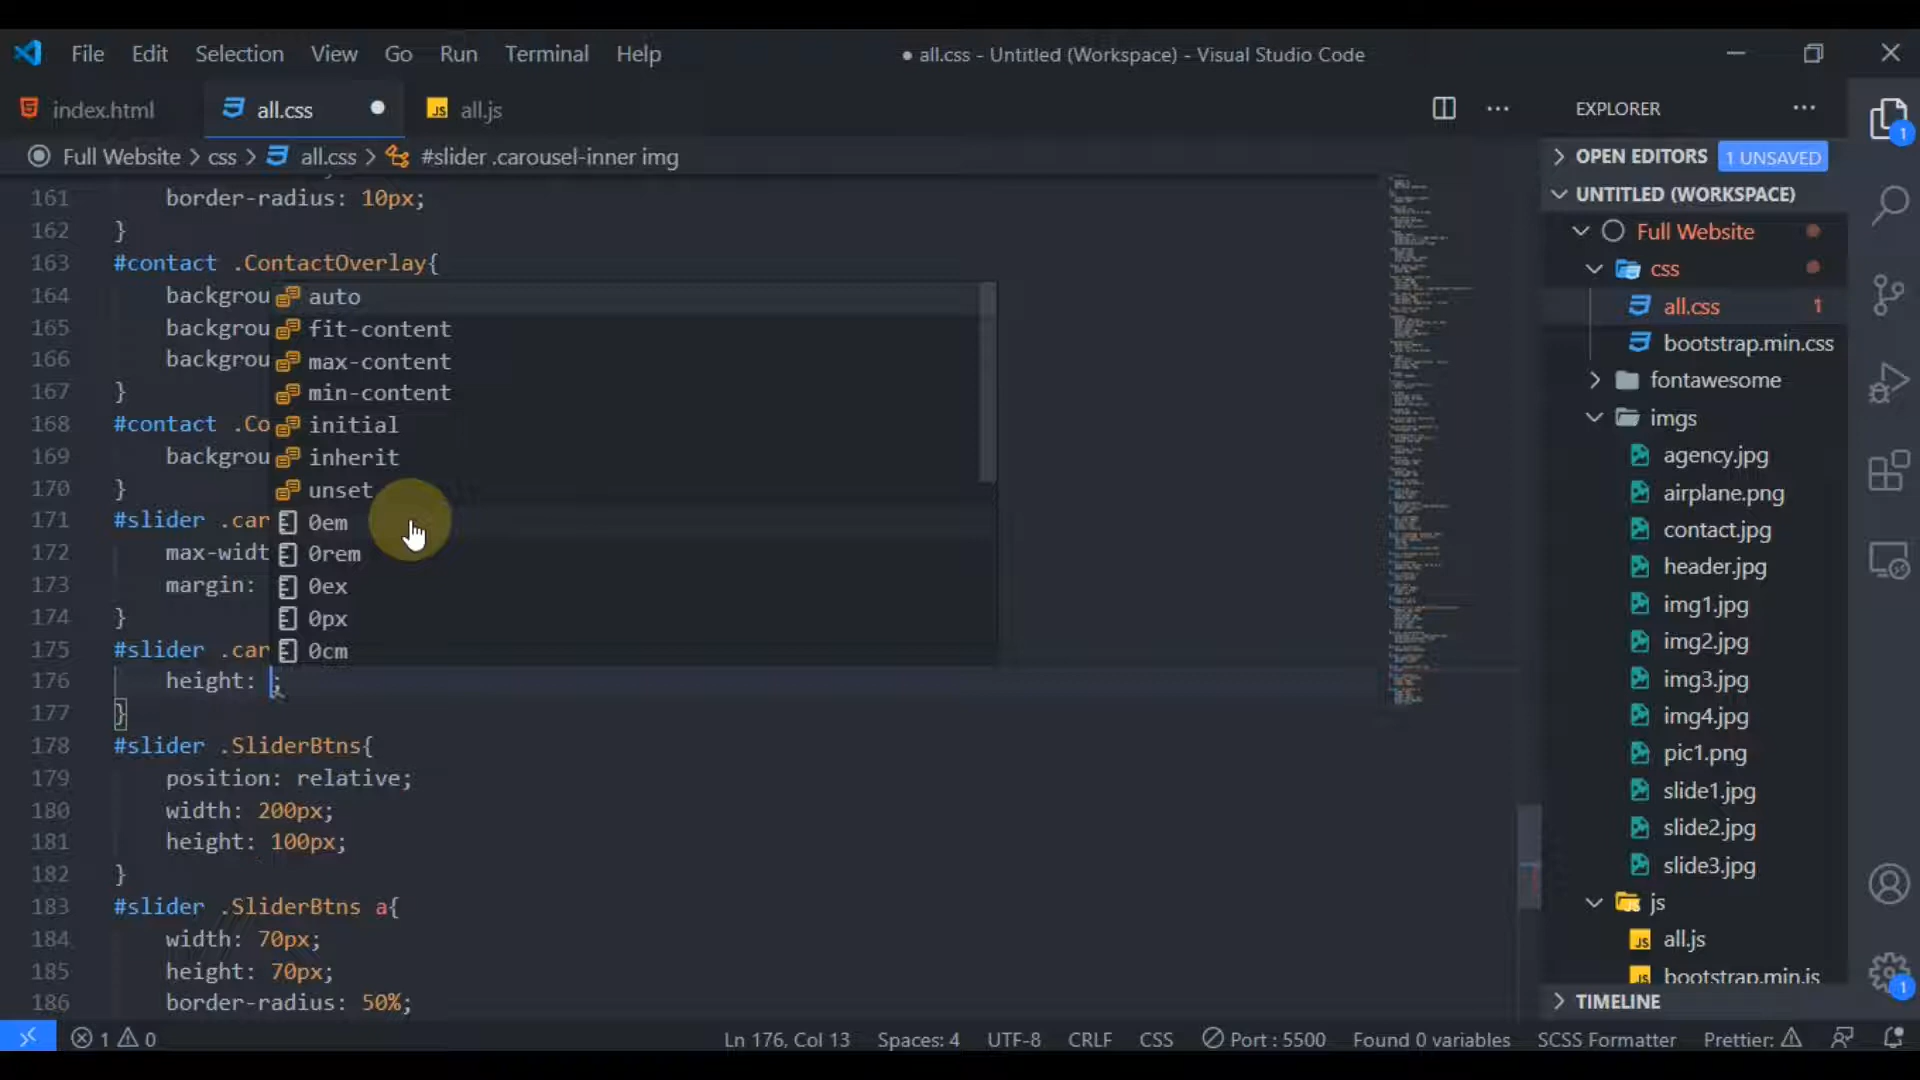 File Edit Selection View Go Run Terminal Help
● all.css - Untitled (Workspace) - Visual Studio Code
index.html all.css ● all.js
Full Website > css > all.css > #slider .carousel-inner img
161 border-radius: 10px;
162 }
163 #contact .ContactOverlay{
164 backgrou
165 backgrou
166 backgrou
167 }
168 #contact .Co
169 backgrou
170 }
171 #slider .car
172 max-widt
173 margin:
174 }
175 #slider .car
176 height: ;
177 }
178 #slider .SliderBtns{
179 position: relative;
180 width: 200px;
181 height: 100px;
182 }
183 #slider .SliderBtns a{
184 width: 70px;
185 height: 70px;
186 border-radius: 50%;
auto
fit-content
max-content
min-content
initial
inherit
unset
0em
0rem
0ex
0px
0cm
EXPLORER
OPEN EDITORS 1 UNSAVED
UNTITLED (WORKSPACE)
Full Website
css
all.css 1
bootstrap.min.css
fontawesome
imgs
agency.jpg
airplane.png
contact.jpg
header.jpg
img1.jpg
img2.jpg
img3.jpg
img4.jpg
pic1.png
slide1.jpg
slide2.jpg
slide3.jpg
js
JS all.js
JS bootstrap.min.js
TIMELINE
1
1
1 0 Ln 176, Col 13 Spaces: 4 UTF-8 CRLF CSS Port : 5500 Found 0 variables SCSS Formatter Prettier: